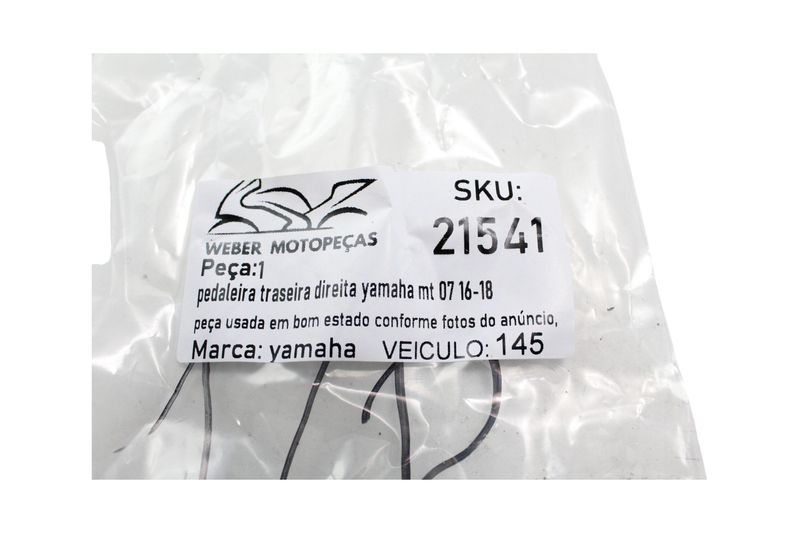 WEBER MOTOPEÇAS
SKU:
21541
Peça:1
pedaleira traseira direita yamaha mt 07 16-18
peça usada em bom estado conforme fotos do anúncio,
Marca: yamaha VEICULO: 145